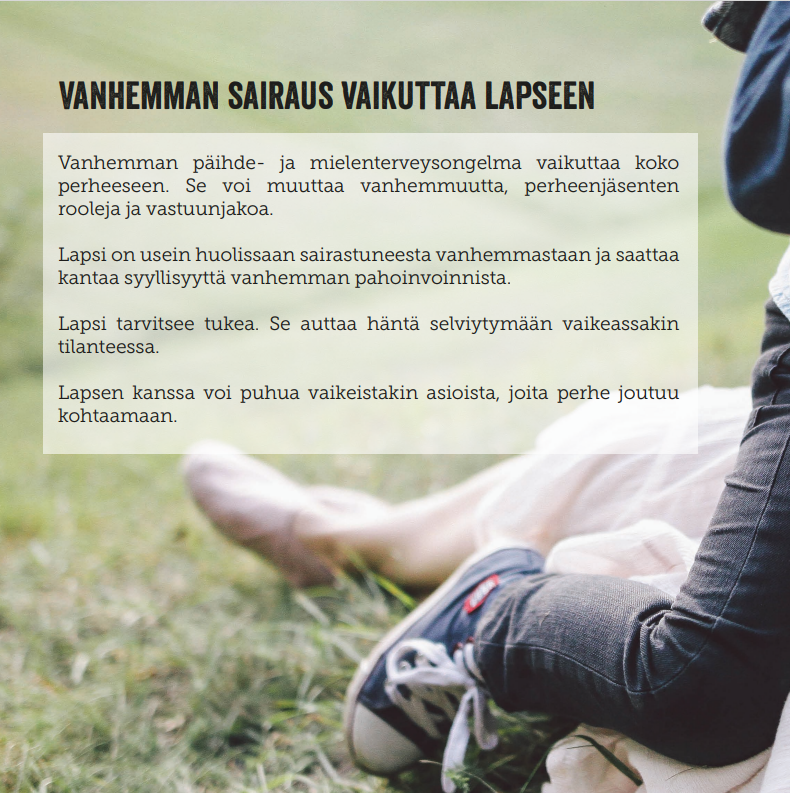 VANHEMMAN SAIRAUS VAIKUTTAA LAPSEEN
Vanhemman päihde- ja mielenterveysongelma vaikuttaa koko
perheeseen. Se voi muuttaa vanhemmuutta, perheenjäsenten
rooleja ja vastuunjakoa.
Lapsi on usein huolissaan sairastuneesta vanhemmastaan ja saattaa
kantaa syyllisyyttä vanhemman pahoinvoinnista.
Lapsi tarvitsee tukea. Se auttaa häntä selviytymään vaikeassakin
tilanteessa.
Lapsen kanssa voi puhua vaikeistakin asioista, joita perhe joutuu
kohtaamaan.